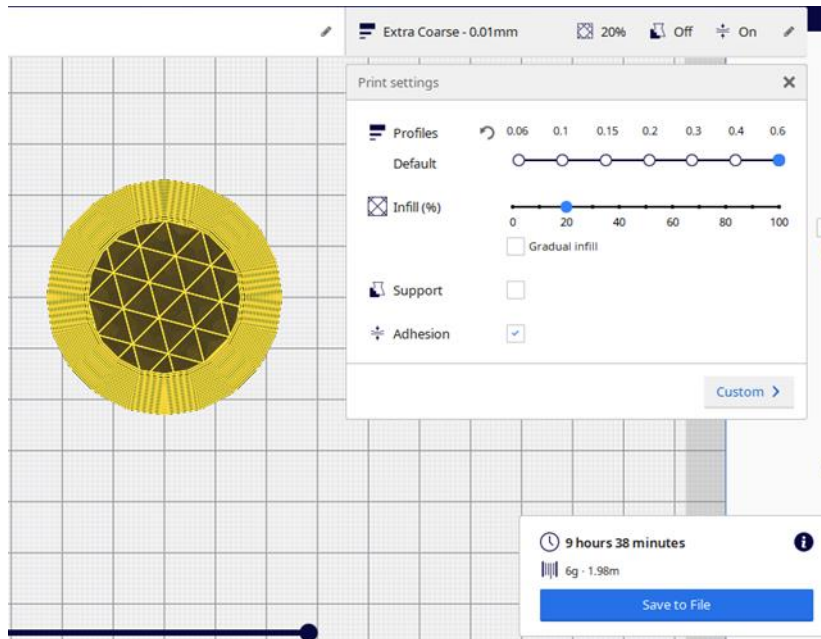 Extra Coarse - 0.01mm 20% Off On
Print settings
Profiles 0.06 0.1 0.15 0.2 0.3 0.4 0.6
Default
Infill (%)
0 20 40 60 80 100
Gradual infill
Support
Adhesion
Custom
9 hours 38 minutes
6g · 1.98m
Save to File